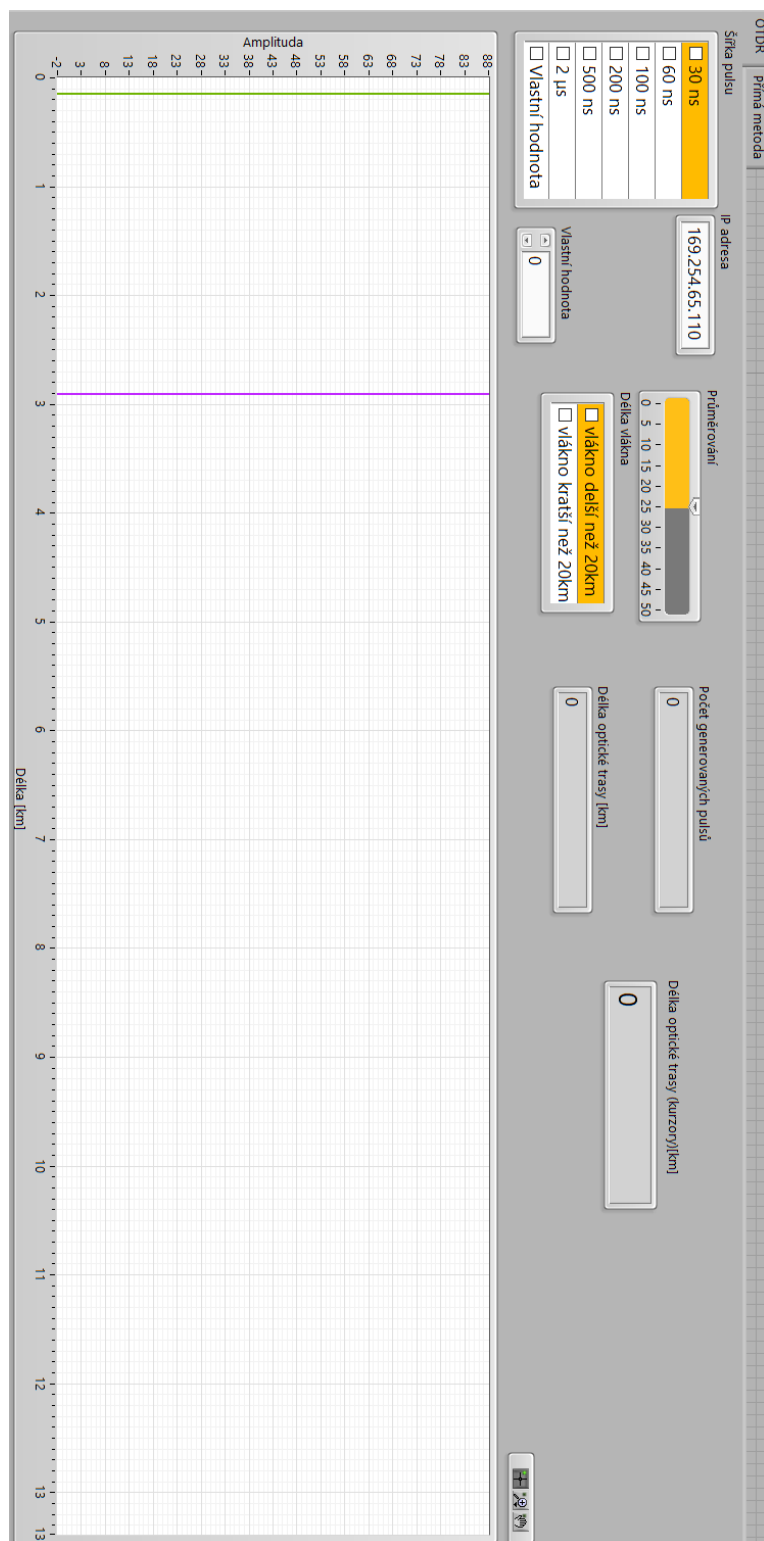 OTDR
Přímá metoda
Šířka pulsu
30 ns
60 ns
100 ns
200 ns
500 ns
2 µs
Vlastní hodnota
IP adresa
169.254.65.110
Vlastní hodnota
0
Průměrování
0 5 10 15 20 25 30 35 40 45 50
Délka vlákna
vlákno delší než 20km
vlákno kratší než 20km
Počet generovaných pulsů
0
Délka optické trasy [km]
0
Délka optické trasy (kurzory)[km]
0
Amplituda
88
83
78
73
68
63
58
53
48
43
38
33
28
23
18
13
8
3
-2
0 1 2 3 4 5 6 7 8 9 10 11 12 13 13
Délka [km]